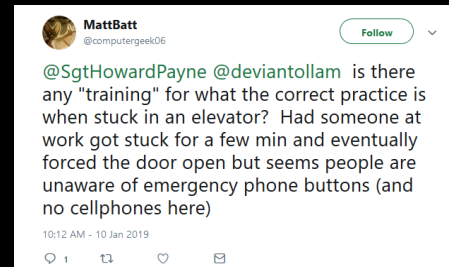 MattBatt
@computergeek06
Follow
@SgtHowardPayne @deviantollam is there
any "training" for what the correct practice is
when stuck in an elevator? Had someone at
work got stuck for a few min and eventually
forced the door open but seems people are
unaware of emergency phone buttons (and
no cellphones here)
10:12 AM - 10 Jan 2019
1